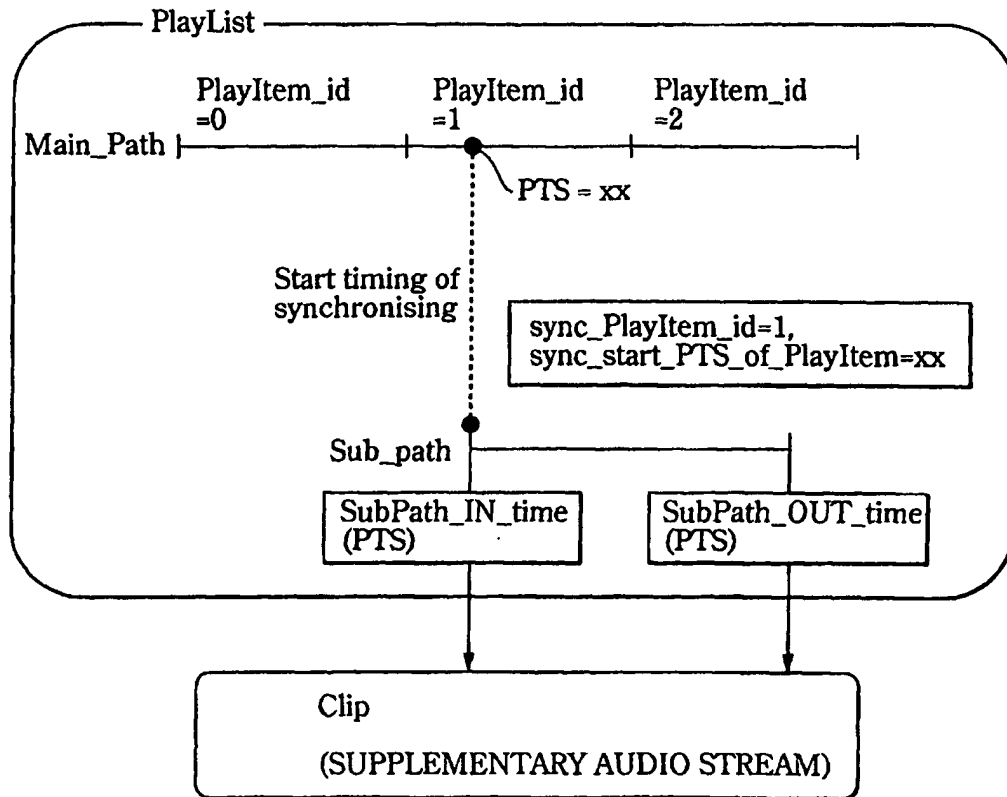 PlayList
PlayItem_id
=0
PlayItem_id
=1
PlayItem_id
=2
Main_Path
PTS = xx
Start timing of
synchronising
sync_PlayItem_id=1,
sync_start_PTS_of_PlayItem=xx
Sub_path
SubPath_IN_time
(PTS)
SubPath_OUT_time
(PTS)
Clip
(SUPPLEMENTARY AUDIO STREAM)